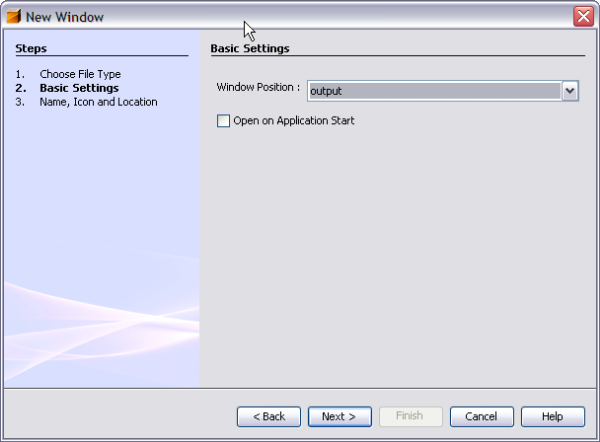 New Window
Steps
1. Choose File Type
2. Basic Settings
3. Name, Icon and Location
Basic Settings
Window Position : output
Open on Application Start
< Back Next > Finish Cancel Help